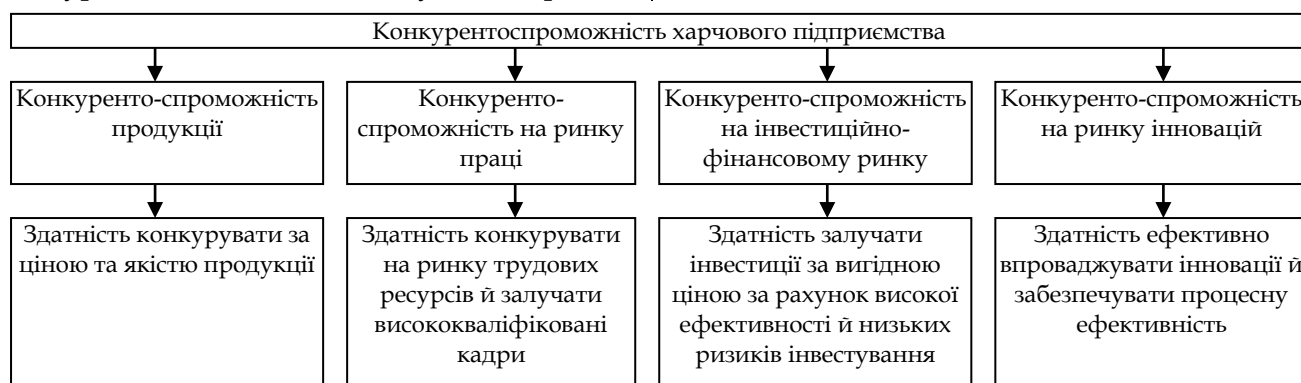 Конкурентоспроможність харчового підприємства
Конкуренто-спроможність
продукції
Конкуренто-
спроможність на ринку
праці
Конкуренто-спроможність
на інвестиційно-
фінансовому ринку
Конкуренто-спроможність
на ринку інновацій
Здатність конкурувати за
ціною та якістю продукції
Здатність конкурувати
на ринку трудових
ресурсів й залучати
висококваліфіковані
кадри
Здатність залучати
інвестиції за вигідною
ціною за рахунок високої
ефективності й низьких
ризиків інвестування
Здатність ефективно
впроваджувати інновації й
забезпечувати процесну
ефективність